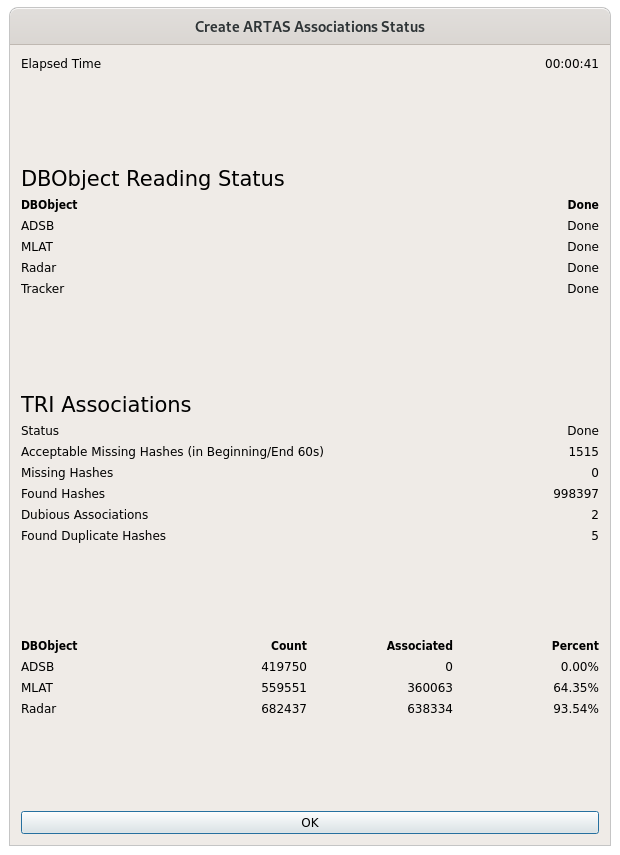 Create ARTAS Associations Status
Elapsed Time 00:00:41
DBObject Reading Status
DBObject Done
ADSB Done
MLAT Done
Radar Done
Tracker Done
TRI Associations
Status Done
Acceptable Missing Hashes (in Beginning/End 60s) 1515
Missing Hashes 0
Found Hashes 998397
Dubious Associations 2
Found Duplicate Hashes 5
DBObject Count Associated Percent
ADSB 419750 0 0.00%
MLAT 559551 360063 64.35%
Radar 682437 638334 93.54%
OK